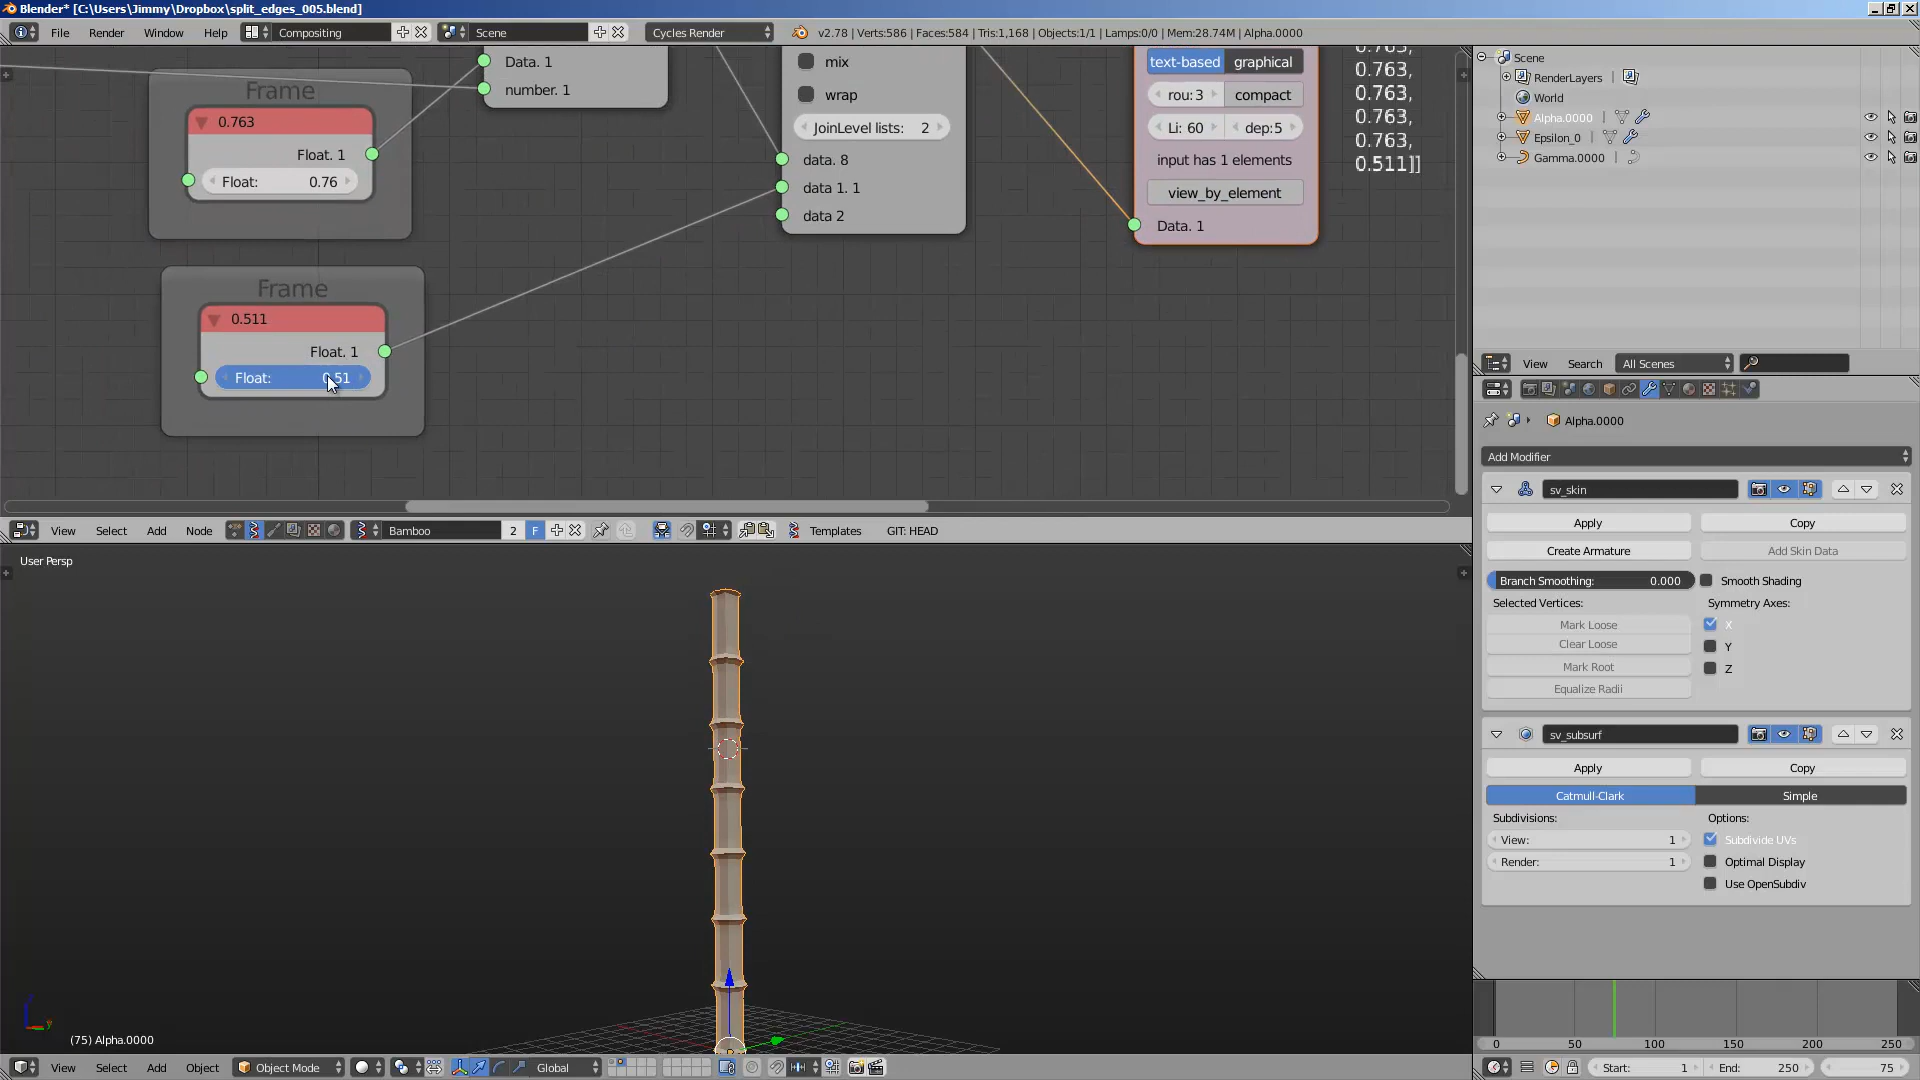 Blender* [C:\Users\Jimmy\Dropbox\split_edges_005.blend]
File Render Window Help Compositing Scene Cycles Render v2.78 | Verts:586 | Faces:584 | Tris:1,168 | Objects:1/1 | Lamps:0/0 | Mem:28.74M | Alpha.0000
Data. 1
number. 1
Frame
0.763
Float. 1
Float: 0.76
Frame
0.511
Float. 1
Float: 0.51
mix
wrap
JoinLevel lists: 2
data. 8
data 1. 1
data 2
text-based graphical
rou: 3 compact
Li: 60 dep: 5
input has 1 elements
view_by_element
Data. 1
0.763,
0.763,
0.763,
0.763,
0.763,
0.511]]
Scene
RenderLayers
World
Alpha.0000
Epsilon_0
Gamma.0000
View Search All Scenes
Alpha.0000
Add Modifier
sv_skin
Apply Copy
Create Armature Add Skin Data
Branch Smoothing: 0.000 Smooth Shading
Selected Vertices: Symmetry Axes:
Mark Loose X
Clear Loose Y
Mark Root Z
Equalize Radii
sv_subsurf
Apply Copy
Catmull-Clark Simple
Subdivisions: Options:
View: 1 Subdivide UVs
Render: 1 Optimal Display
Use OpenSubdiv
View Select Add Node Bamboo 2 F Templates GIT: HEAD
User Persp
(75) Alpha.0000
View Select Add Object Object Mode Global
0 50 100 150 200 250
Start: 1 End: 250 75